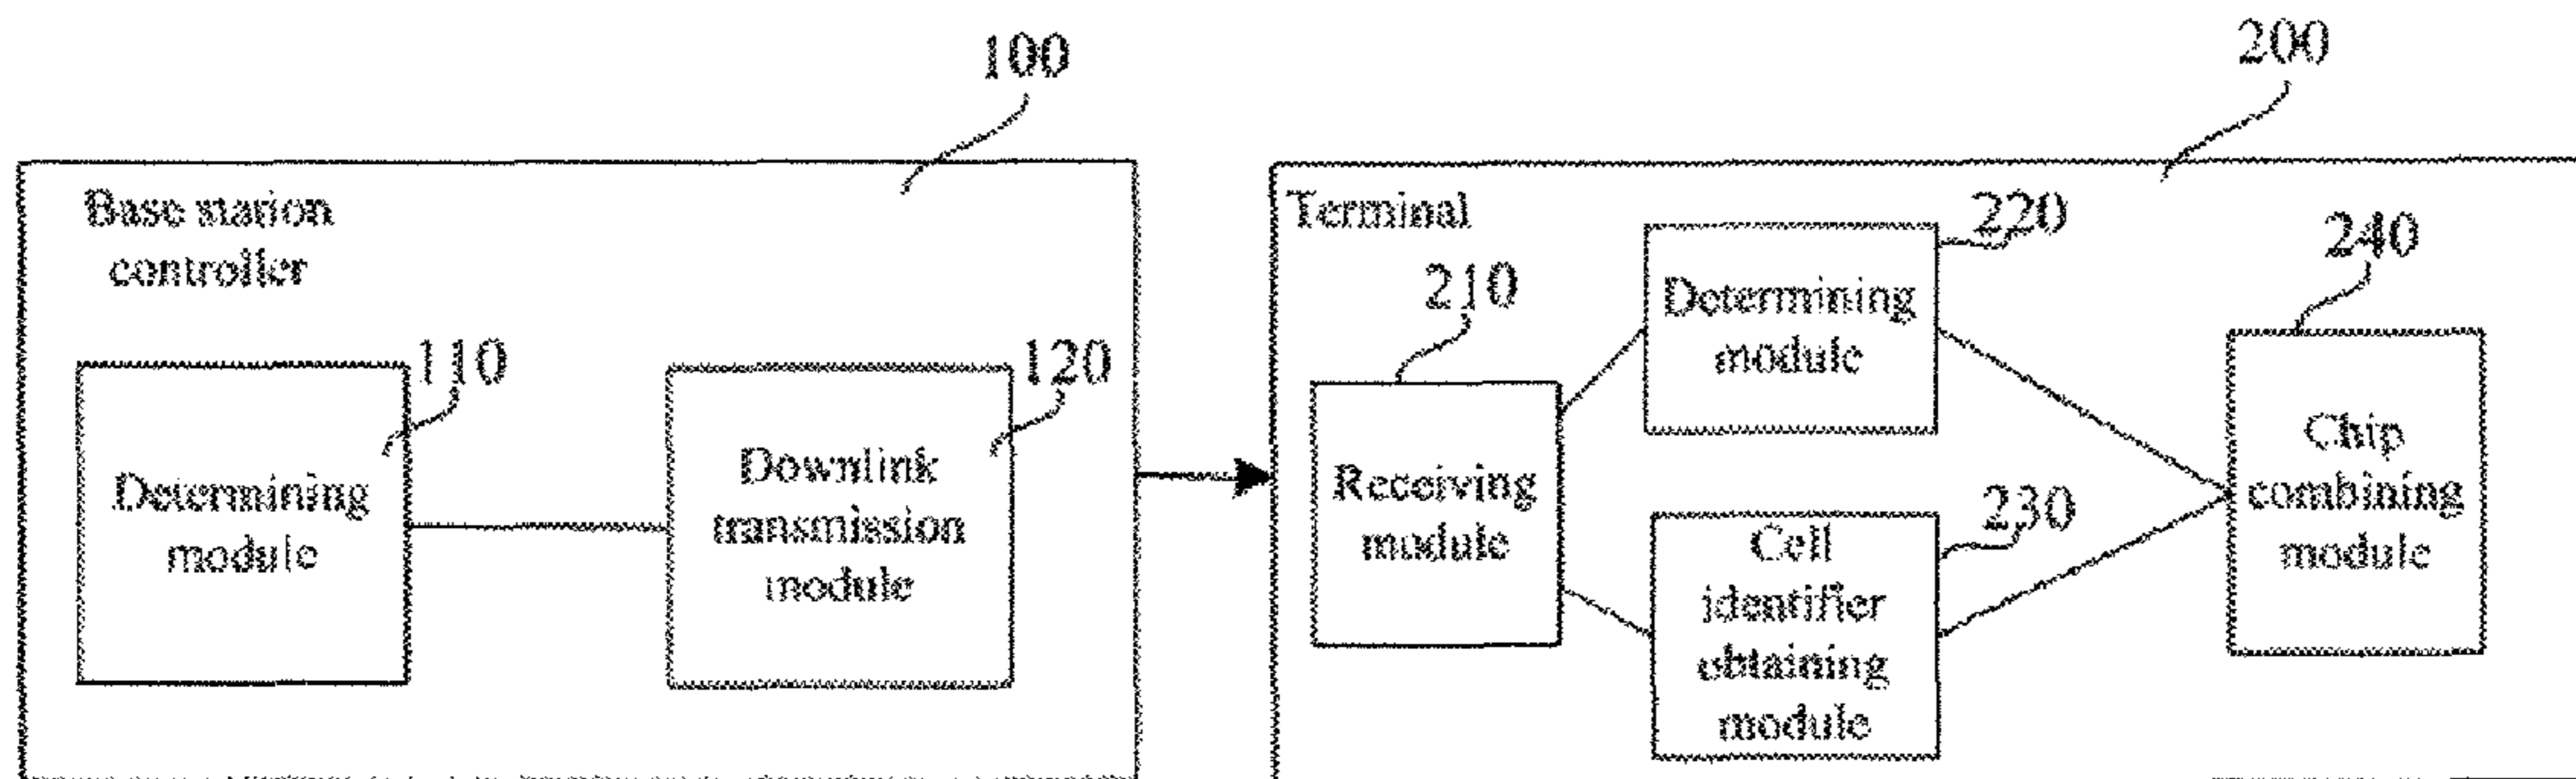 100
200
Base station
controller
110
Determining
module
120
Downlink
transmission
module
Terminal
210
Receiving
module
220
Determining
module
230
Cell
identifier
obtaining
module
240
Chip
combining
module